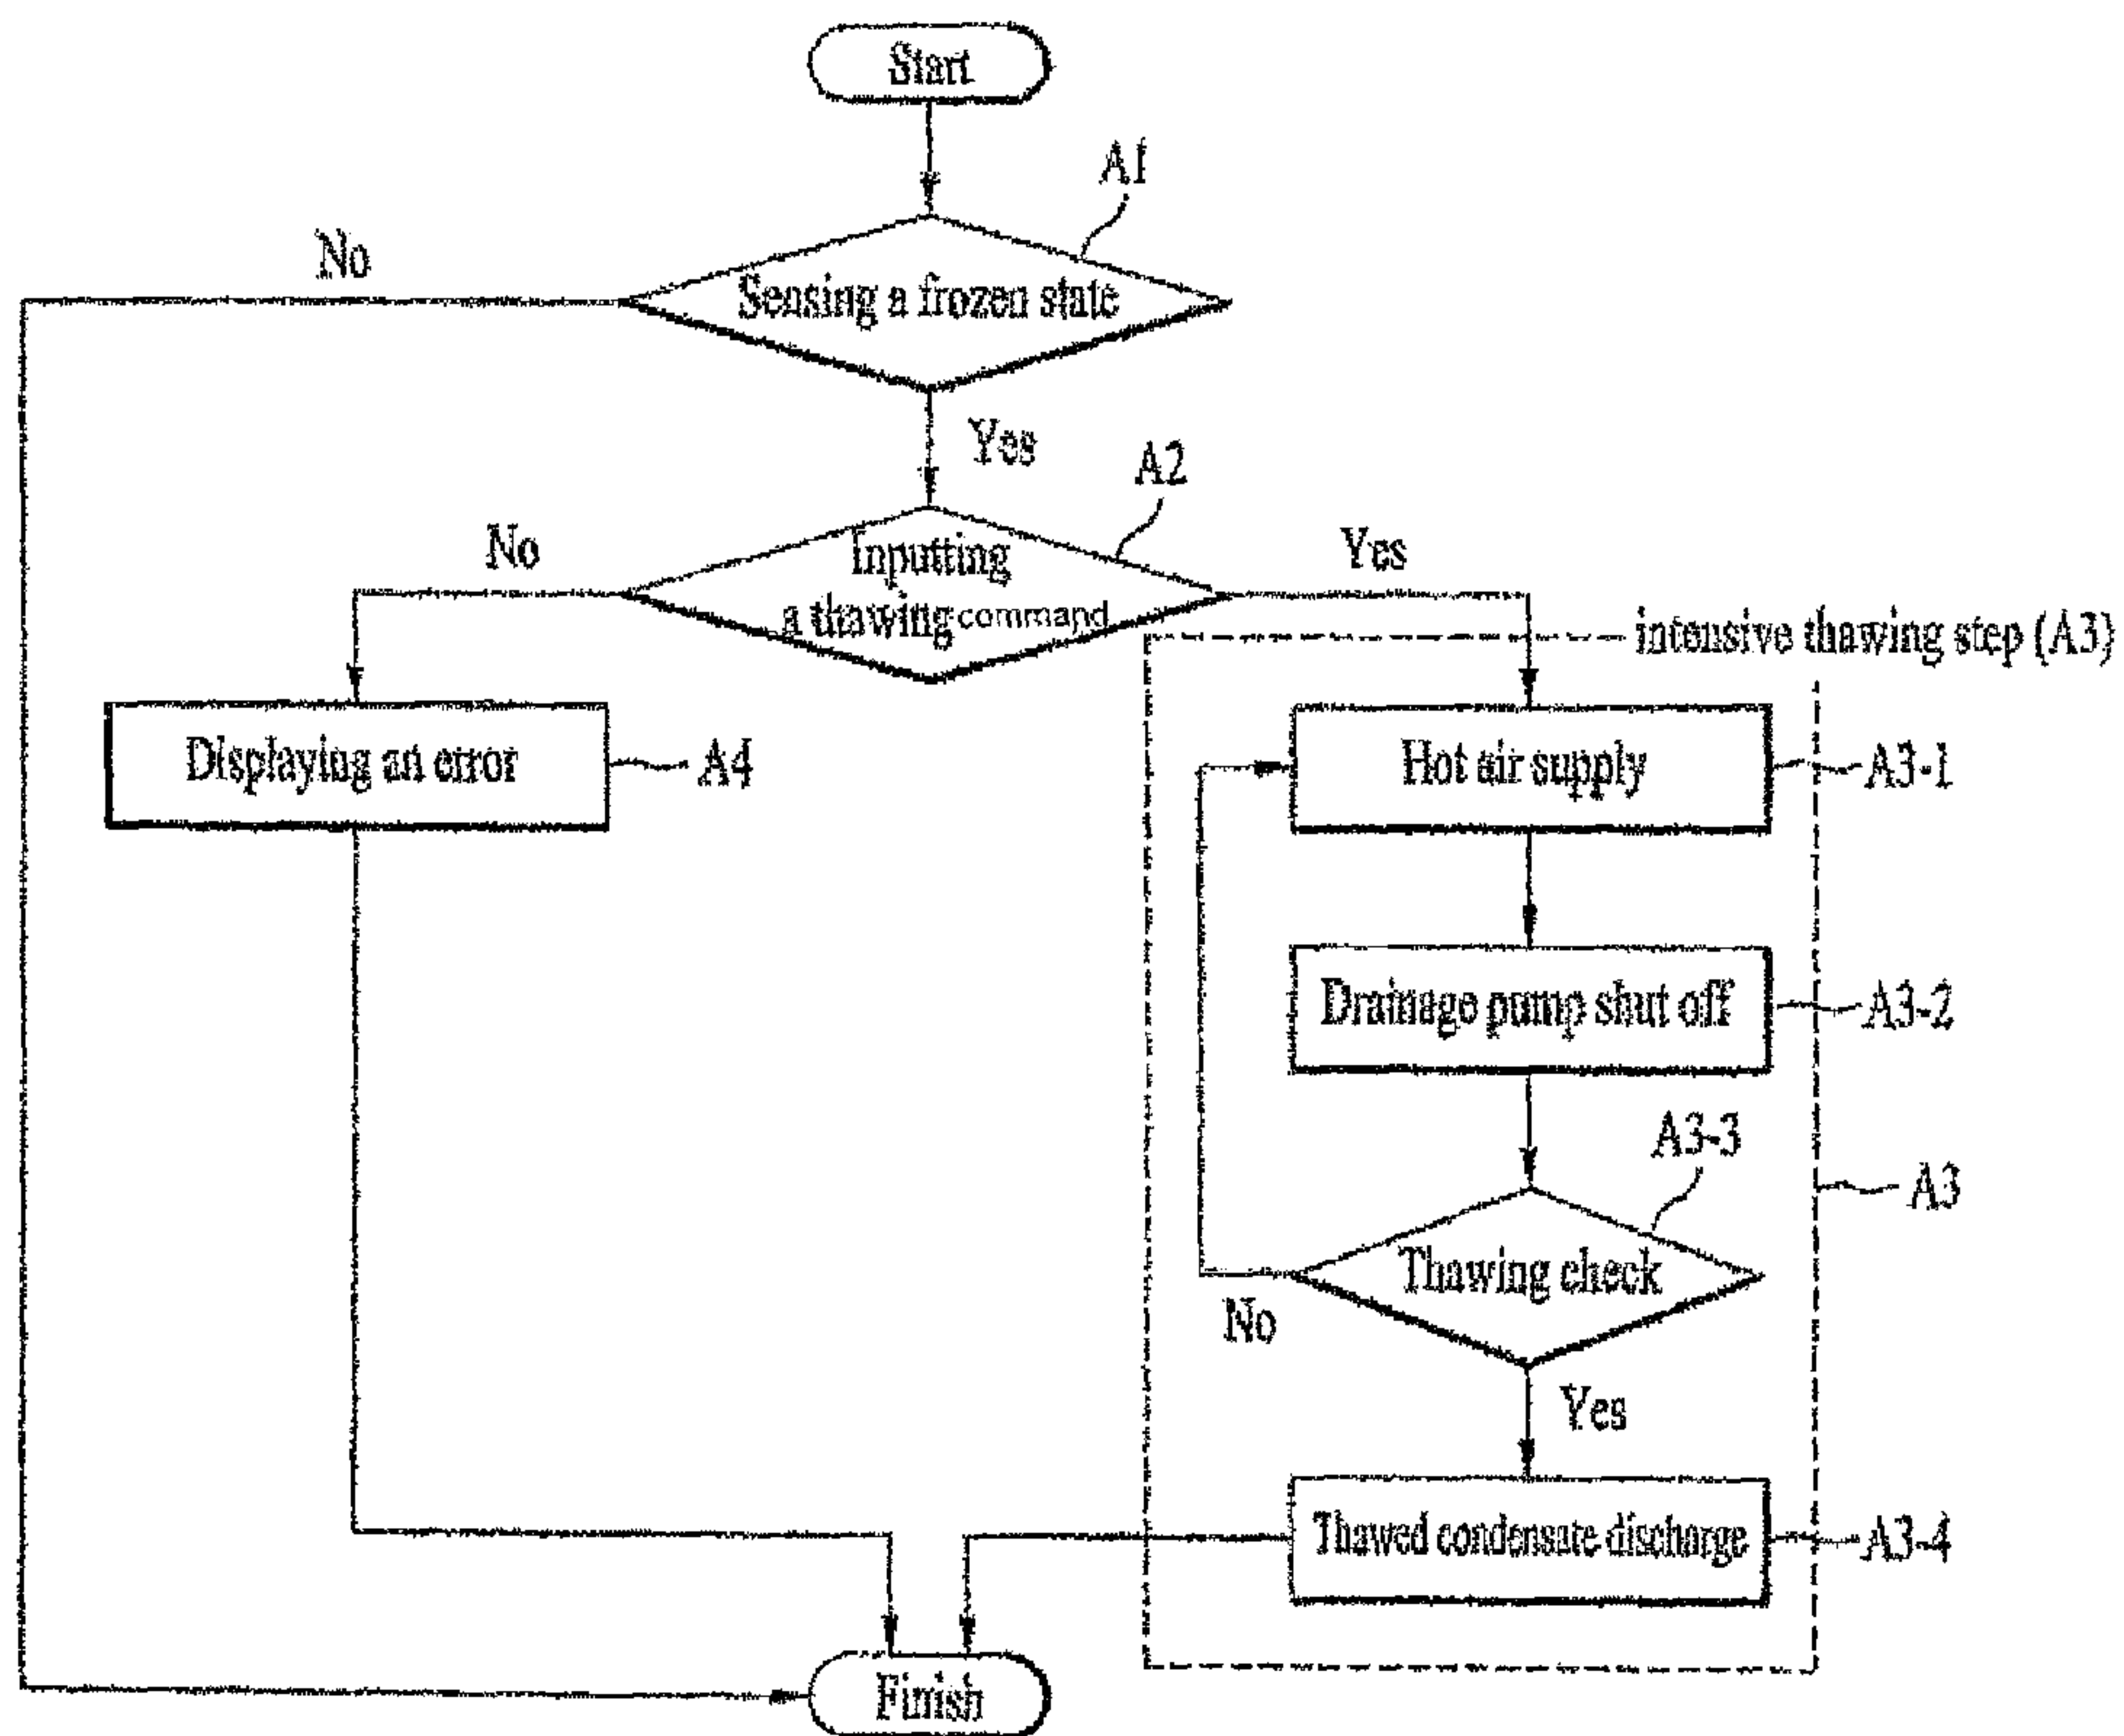 Start
A1
No
Sensing a frozen state
Yes
A2
No
Inputting
a thawing command
Yes
intensive thawing step (A3)
Displaying an error
A4
Hot air supply
A3-1
Drainage pump shut off
A3-2
A3-3
A3
Thawing check
No
Yes
Thawed condensate discharge
A3-4
Finish